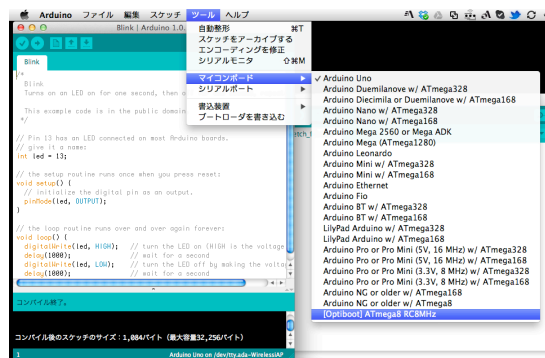 Arduino ファイル 編集 スケッチ ツール ヘルプ
Blink | Arduino 1.0.
自動整形 ⌘T
スケッチをアーカイブする
エンコーディングを修正
シリアルモニタ ⇧⌘M
マイコンボード
シリアルポート
書込装置
ブートローダを書き込む
✓ Arduino Uno
Arduino Duemilanove w/ ATmega328
Arduino Diecimila or Duemilanove w/ ATmega168
Arduino Nano w/ ATmega328
Arduino Nano w/ ATmega168
Arduino Mega 2560 or Mega ADK
Arduino Mega (ATmega1280)
Arduino Leonardo
Arduino Mini w/ ATmega328
Arduino Mini w/ ATmega168
Arduino Ethernet
Arduino Fio
Arduino BT w/ ATmega328
Arduino BT w/ ATmega168
LilyPad Arduino w/ ATmega328
LilyPad Arduino w/ ATmega168
Arduino Pro or Pro Mini (5V, 16 MHz) w/ ATmega328
Arduino Pro or Pro Mini (5V, 16 MHz) w/ ATmega168
Arduino Pro or Pro Mini (3.3V, 8 MHz) w/ ATmega328
Arduino Pro or Pro Mini (3.3V, 8 MHz) w/ ATmega168
Arduino NG or older w/ ATmega168
Arduino NG or older w/ ATmega8
[Optiboot] ATmega8 RC8MHz
Blink
/*
Blink
Turns on an LED on for one second, then o
This example code is in the public domain
*/
// Pin 13 has an LED connected on most Arduino boards.
// give it a name:
int led = 13;
// the setup routine runs once when you press reset:
void setup() {
// initialize the digital pin as an output.
pinMode(led, OUTPUT);
}
// the loop routine runs over and over again forever:
void loop() {
digitalWrite(led, HIGH); // turn the LED on (HIGH is the voltage
delay(1000); // wait for a second
digitalWrite(led, LOW); // turn the LED off by making the voltag
delay(1000); // wait for a second
コンパイル終了。
コンパイル後のスケッチのサイズ：1,084バイト（最大容量32,256バイト）
1 Arduino Uno on /dev/tty.ada-WirelessiAP